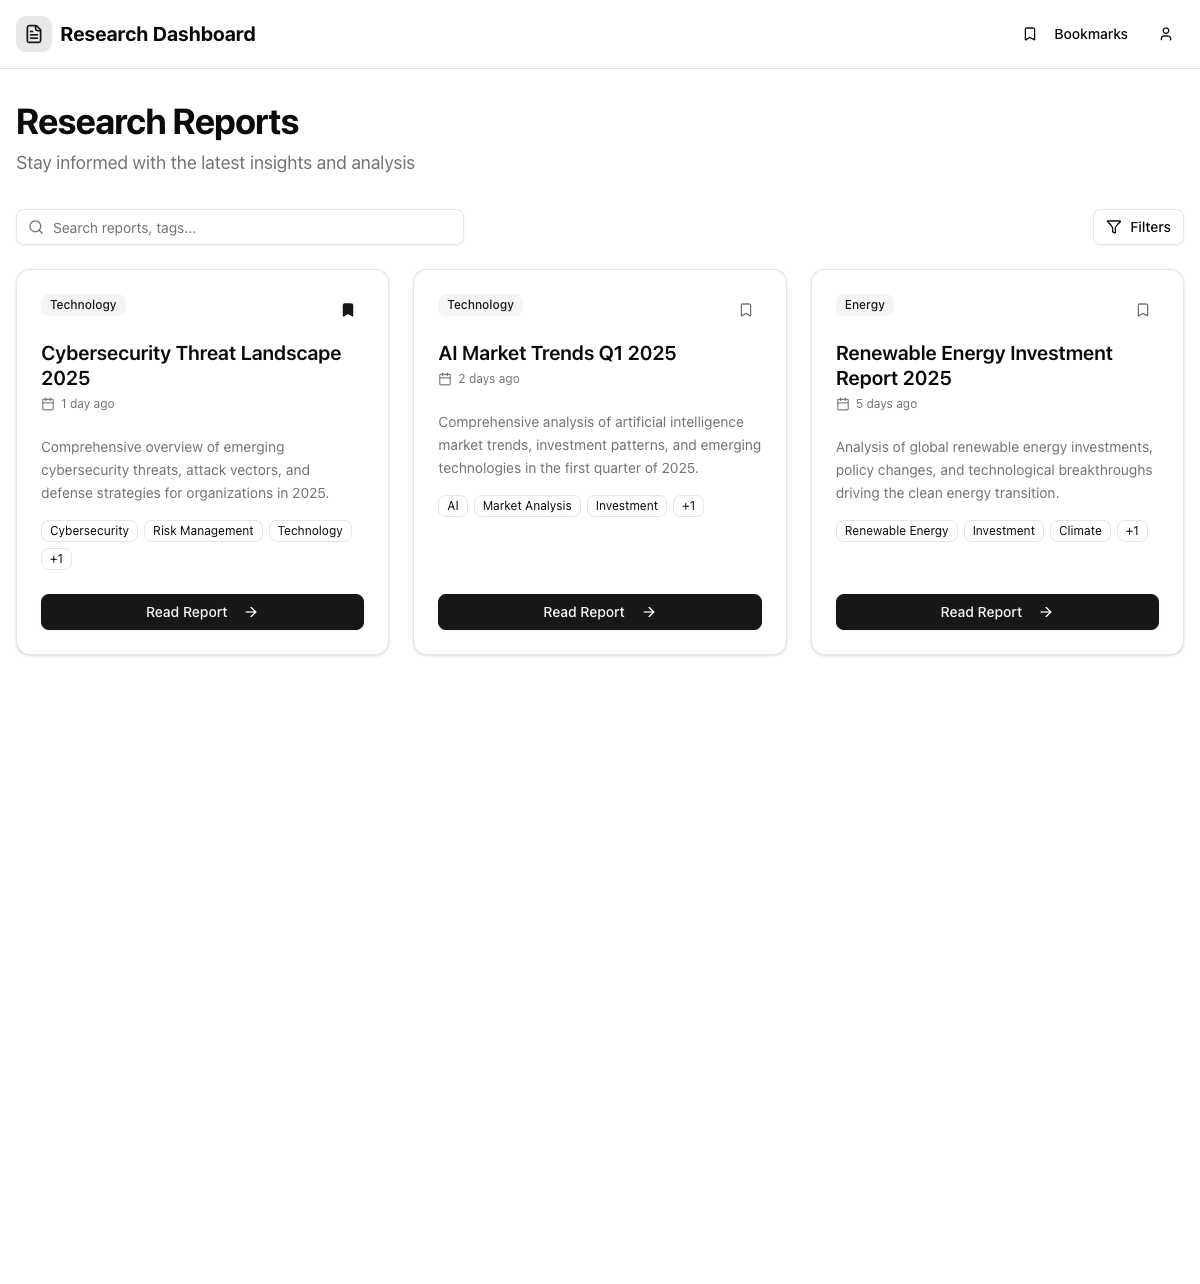 Research Dashboard
Bookmarks
Research Reports
Stay informed with the latest insights and analysis
Search reports, tags...
Filters
Technology
Cybersecurity Threat Landscape
2025
1 day ago
Comprehensive overview of emerging
cybersecurity threats, attack vectors, and
defense strategies for organizations in 2025.
Cybersecurity
Risk Management
Technology
+1
Read Report
Technology
AI Market Trends Q1 2025
2 days ago
Comprehensive analysis of artificial intelligence
market trends, investment patterns, and emerging
technologies in the first quarter of 2025.
AI
Market Analysis
Investment
+1
Read Report
Energy
Renewable Energy Investment
Report 2025
5 days ago
Analysis of global renewable energy investments,
policy changes, and technological breakthroughs
driving the clean energy transition.
Renewable Energy
Investment
Climate
+1
Read Report